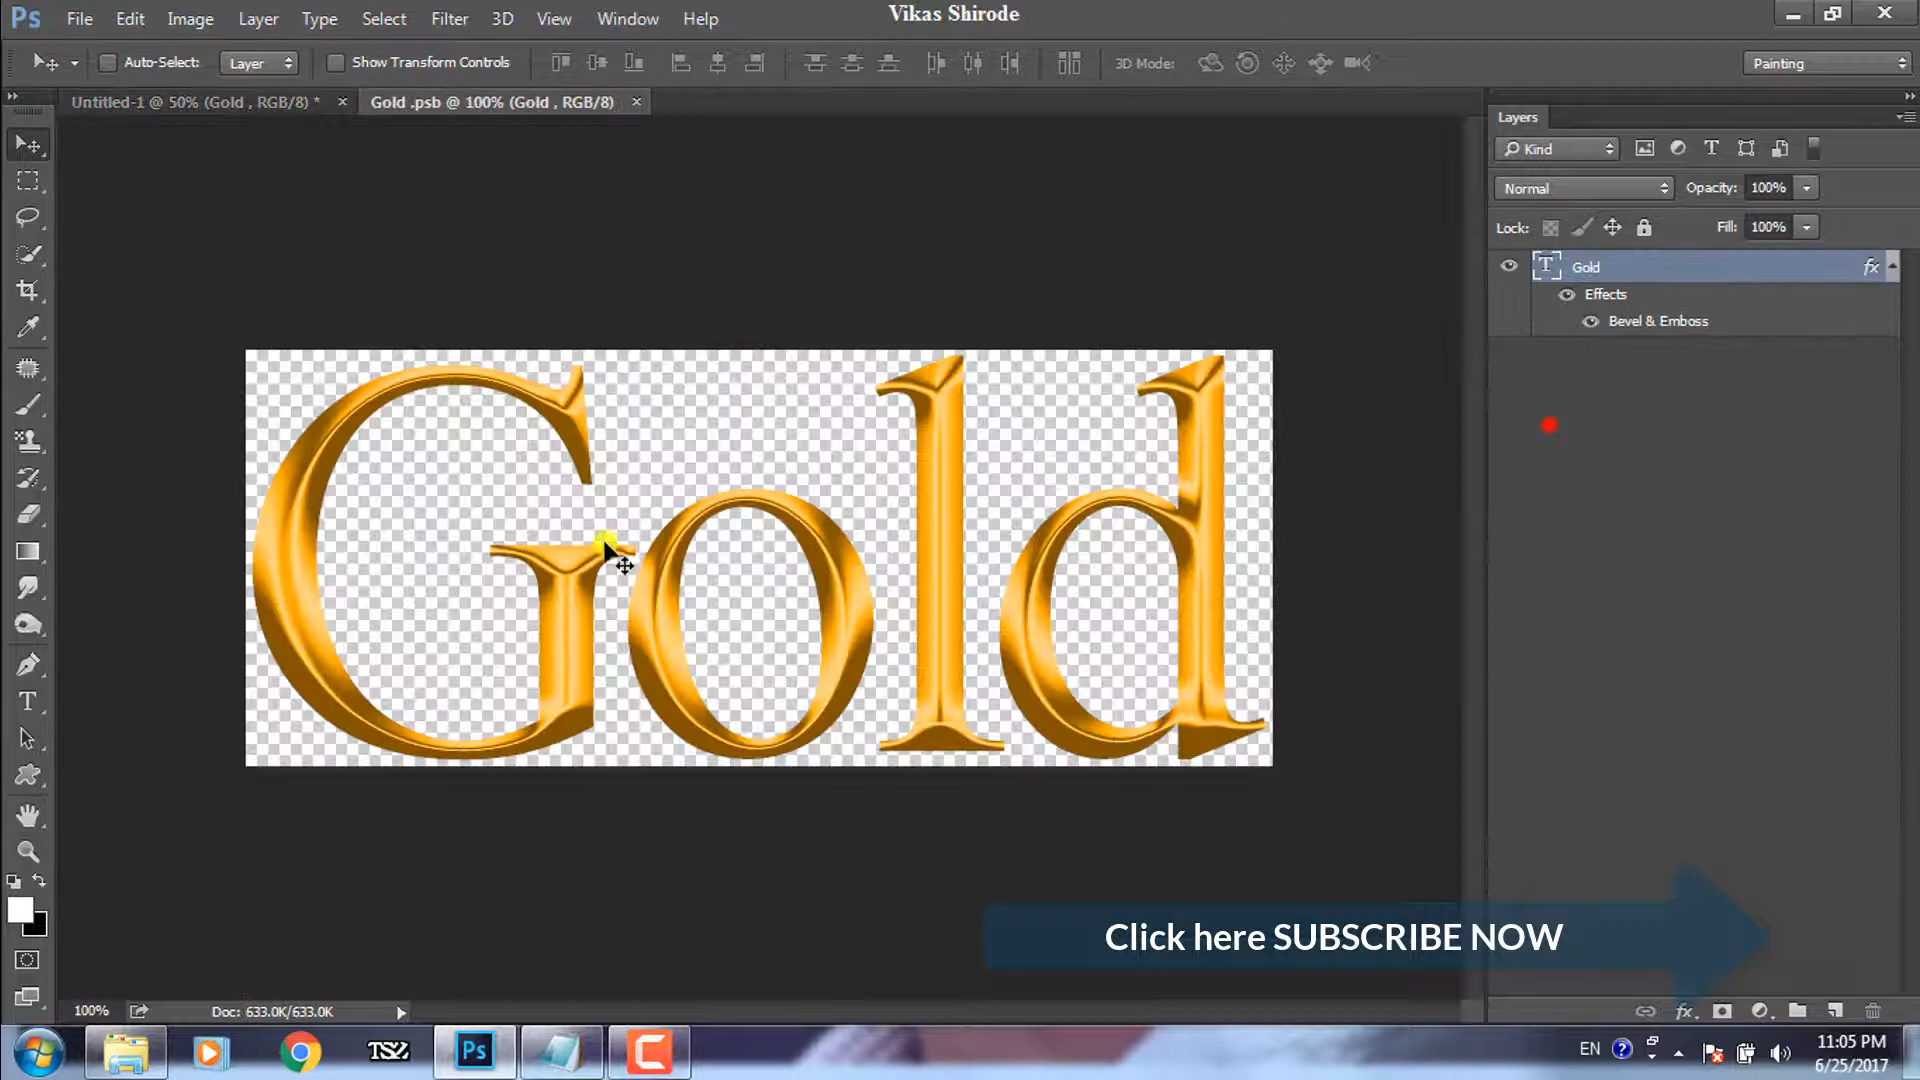 Ps File Edit Image Layer Type Select Filter 3D View Window Help Vikas Shirode
Auto-Select: Layer Show Transform Controls 3D Mode: Painting
Untitled-1 @ 50% (Gold , RGB/8) * Gold .psb @ 100% (Gold , RGB/8)
Layers
Kind
Normal Opacity: 100%
Lock: Fill: 100%
T Gold fx
Effects
Bevel & Emboss
Gold
Click here SUBSCRIBE NOW
100% Doc: 633.0K/633.0K
Ps EN 11:05 PM
6/25/2017